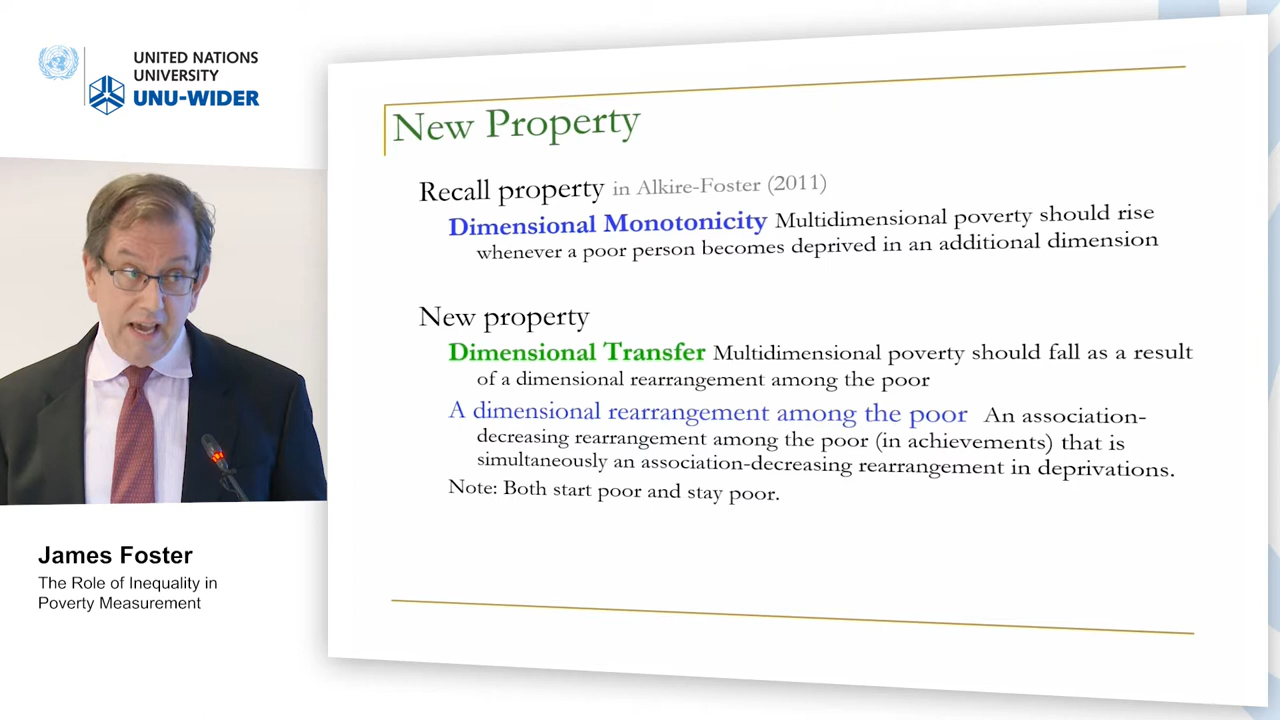 UNITED NATIONS
UNIVERSITY
UNU-WIDER
James Foster
The Role of Inequality in
Poverty Measurement
New Property
Recall property in Alkire-Foster (2011)
Dimensional Monotonicity Multidimensional poverty should rise
whenever a poor person becomes deprived in an additional dimension
New property
Dimensional Transfer Multidimensional poverty should fall as a result
of a dimensional rearrangement among the poor
A dimensional rearrangement among the poor An association-
decreasing rearrangement among the poor (in achievements) that is
simultaneously an association-decreasing rearrangement in deprivations.
Note: Both start poor and stay poor.